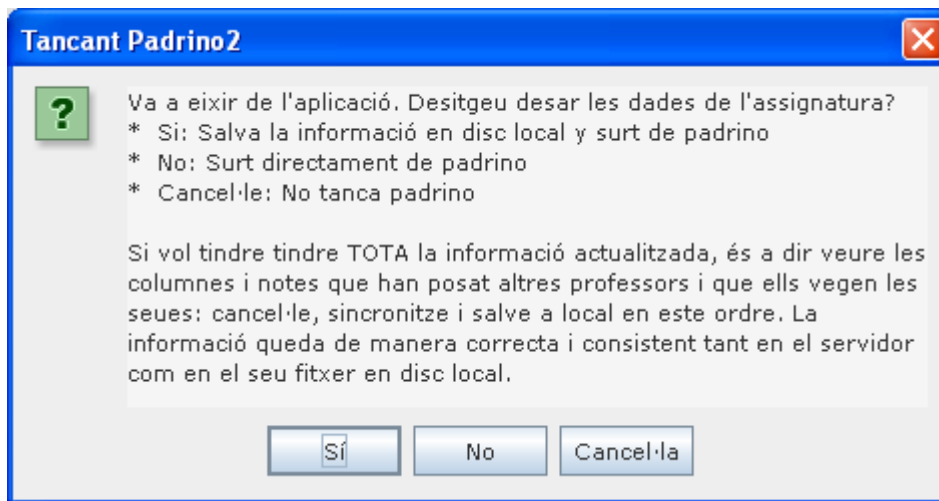 Tancant Padrino2
Va a eixir de l'aplicació. Desitgeu desar les dades de l'assignatura?
* Si: Salva la informació en disc local y surt de padrino
* No: Surt directament de padrino
* Cancel·le: No tanca padrino
Si vol tindre tindre TOTA la informació actualitzada, és a dir veure les
columnes i notes que han posat altres professors i que ells vegen les
seues: cancel·le, sincronitze i salve a local en este ordre. La
informació queda de manera correcta i consistent tant en el servidor
com en el seu fitxer en disc local.
Sí No Cancel·la